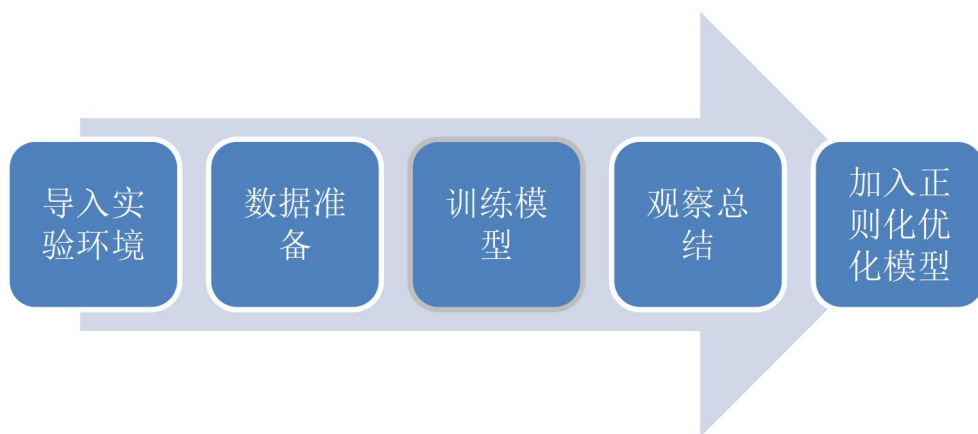 导入实
验环境
数据准
备
训练模
型
观察总
结
加入正
则化优
化模型